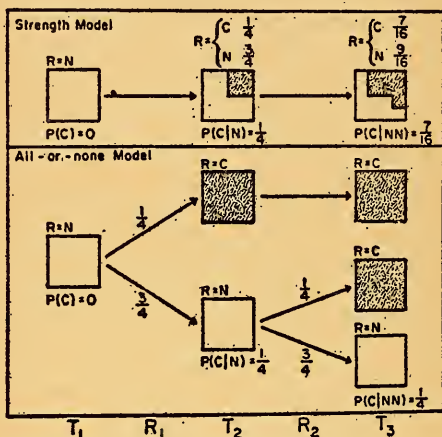 Strength Model
R= { C 1/4
N 3/4
R= { C 7/16
N 9/16
R=N
P(C)=0
P(C|N)=1/4
P(C|NN)=7/16
All-or-none Model
R=C
R=C
1/4
R=N
P(C)=0
3/4
R=N
P(C|N)=1/4
1/4
R=C
3/4
R=N
P(C|NN)=1/4
T1 R1 T2 R2 T3